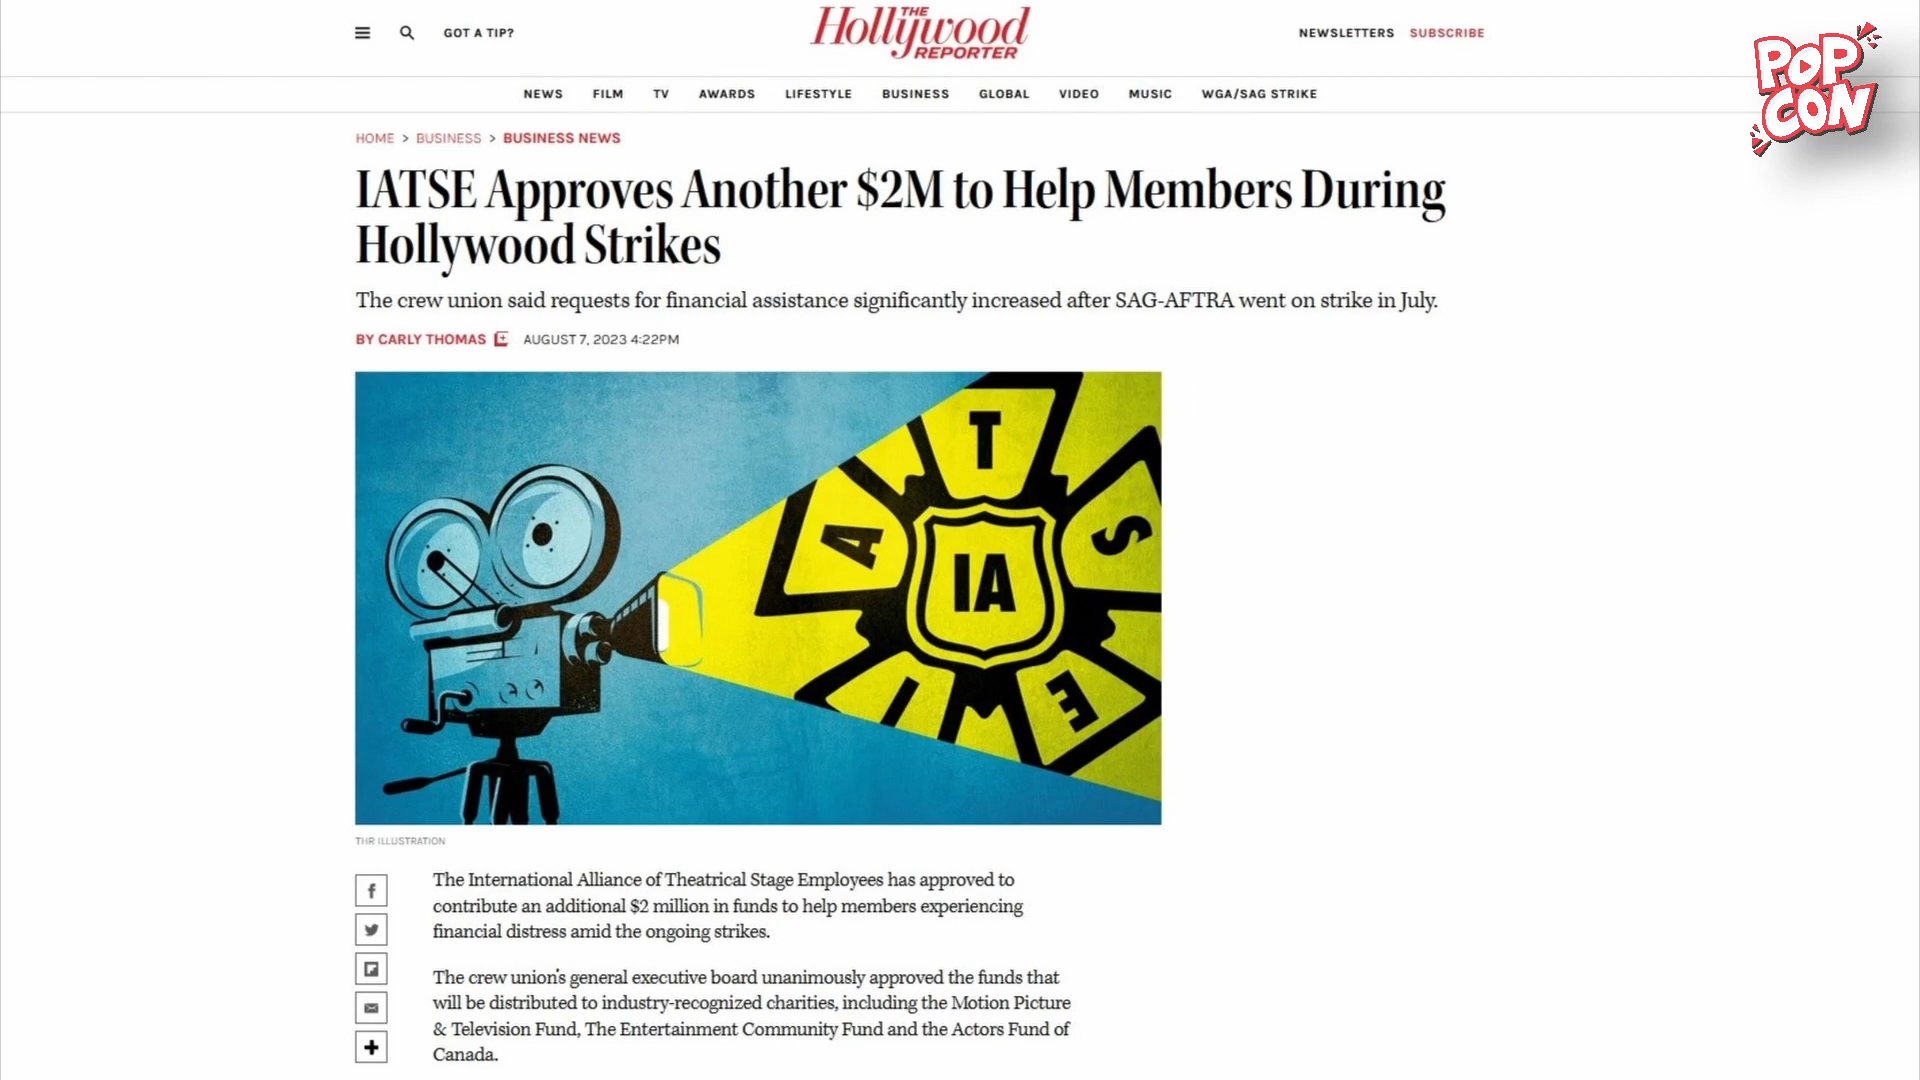 GOT A TIP?
THE
Hollywood
REPORTER
NEWSLETTERS SUBSCRIBE
POP
CON
NEWS FILM TV AWARDS LIFESTYLE BUSINESS GLOBAL VIDEO MUSIC WGA/SAG STRIKE
HOME > BUSINESS > BUSINESS NEWS
IATSE Approves Another $2M to Help Members During
Hollywood Strikes
The crew union said requests for financial assistance significantly increased after SAG-AFTRA went on strike in July.
BY CARLY THOMAS AUGUST 7, 2023 4:22PM
I A T S E
IA
THR ILLUSTRATION
The International Alliance of Theatrical Stage Employees has approved to
contribute an additional $2 million in funds to help members experiencing
financial distress amid the ongoing strikes.
The crew union's general executive board unanimously approved the funds that
will be distributed to industry-recognized charities, including the Motion Picture
& Television Fund, The Entertainment Community Fund and the Actors Fund of
Canada.